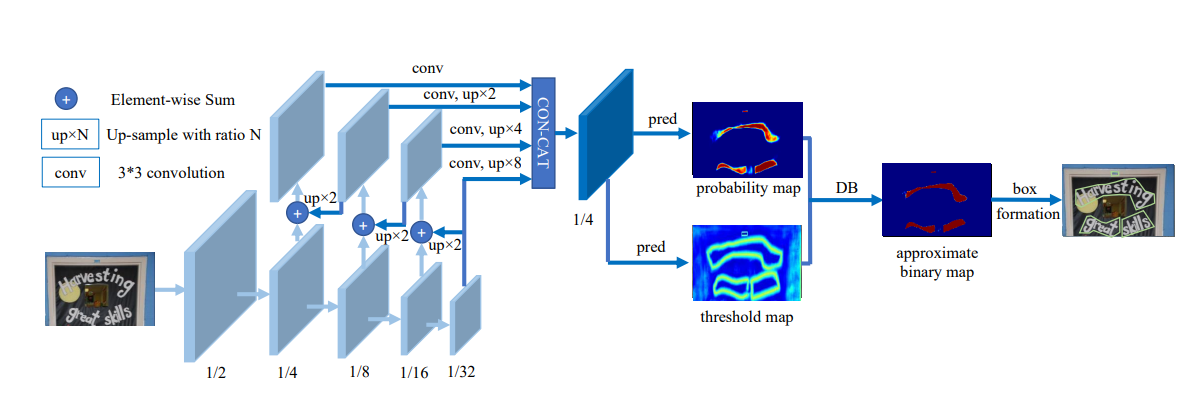 conv
conv, up×2
conv, up×4
conv, up×8
CON-CAT
+ Element-wise Sum
up×N Up-sample with ratio N
conv 3*3 convolution
up×2
up×2
up×2
+
+
+
1/2
1/4
1/8
1/16
1/32
1/4
pred
pred
probability map
threshold map
DB
approximate
binary map
box
formation
Harvesting
great skills
Harvesting
great skills